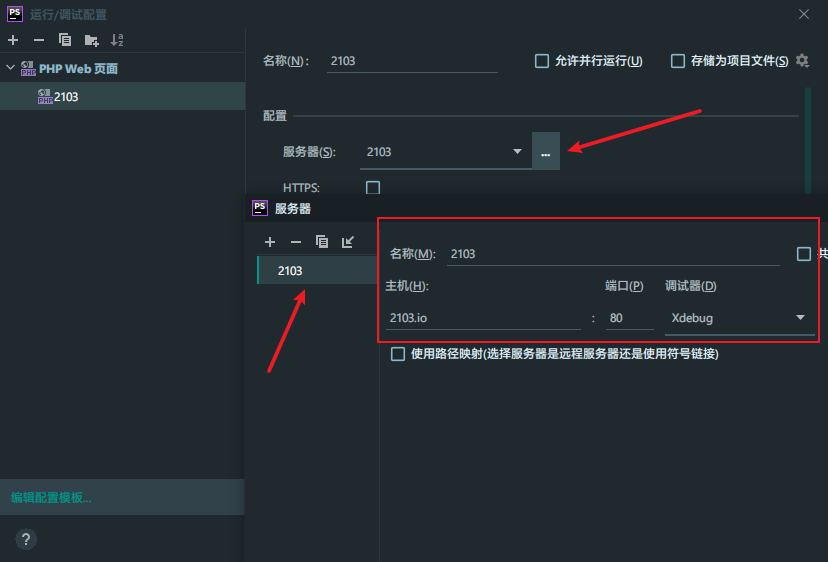 PS 运行/调试配置
PHP Web 页面
2103
名称(N): 2103 允许并行运行(U) 存储为项目文件(S)
配置
服务器(S): 2103 ...
HTTPS:
PS 服务器
2103
名称(M): 2103 共
主机(H): 端口(P) 调试器(D)
2103.io : 80 Xdebug
使用路径映射(选择服务器是远程服务器还是使用符号链接)
编辑配置模板...
?